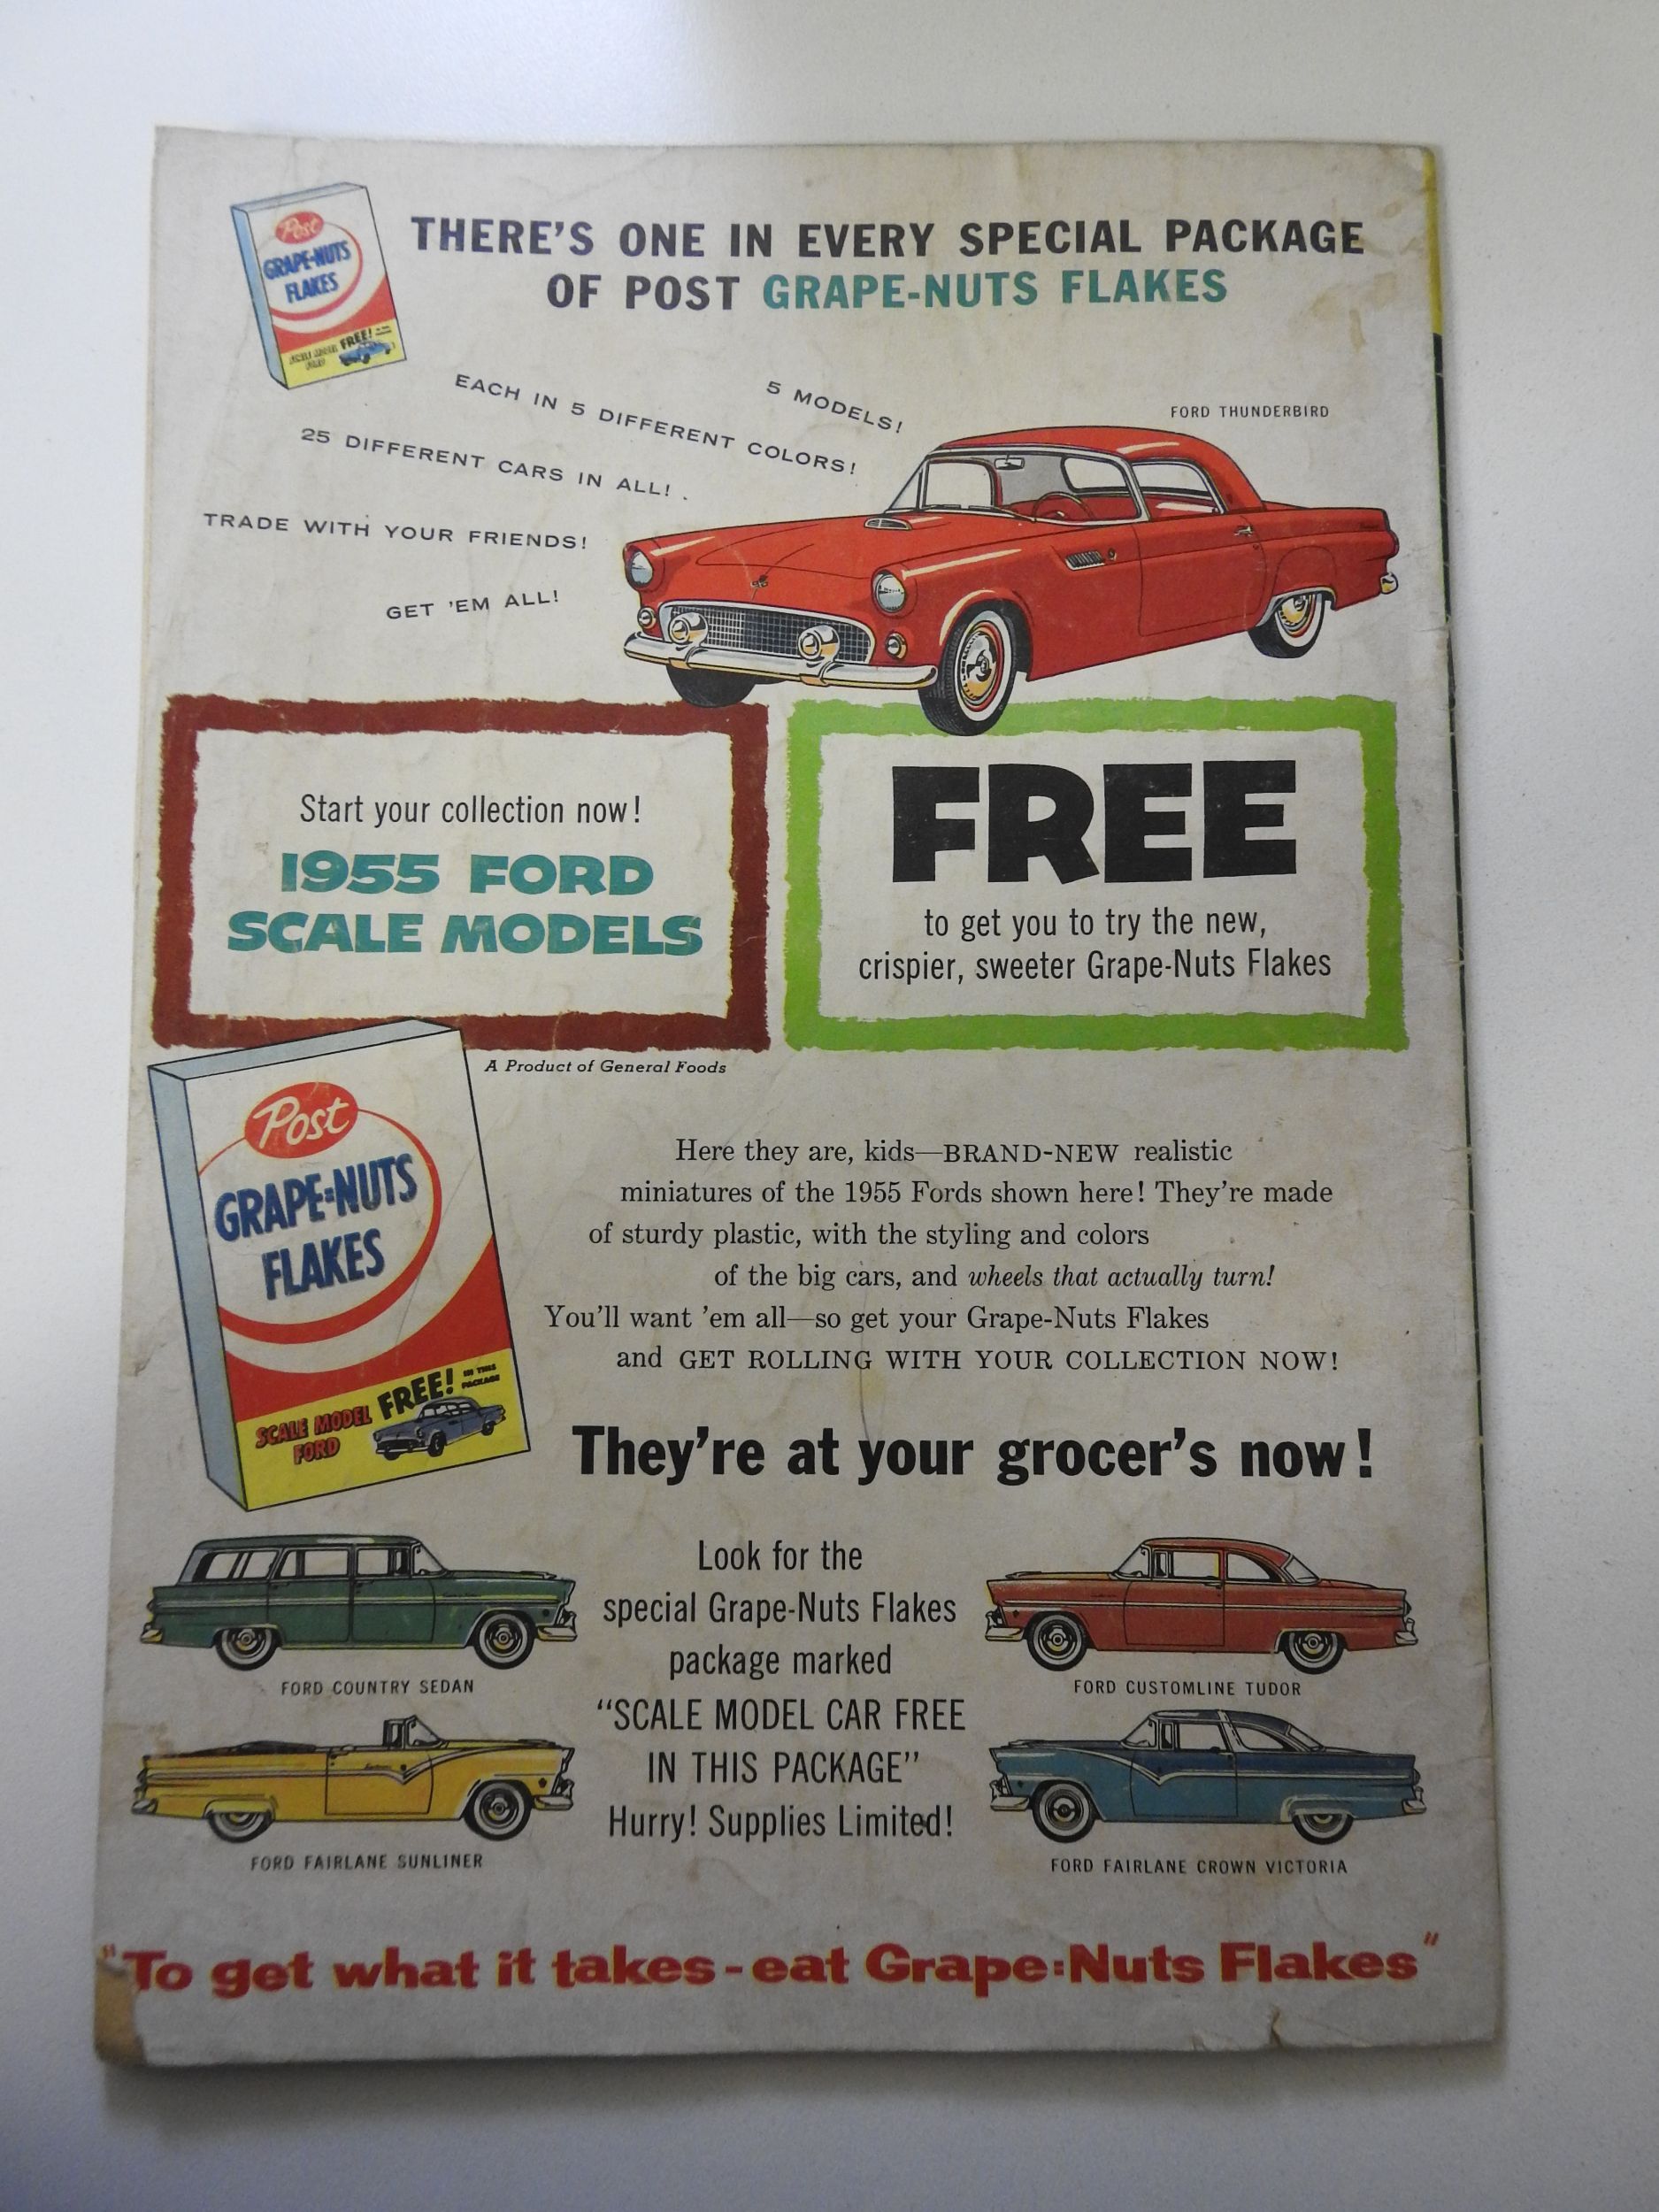 THERE'S ONE IN EVERY SPECIAL PACKAGE
OF POST GRAPE-NUTS FLAKES
Post
GRAPE-NUTS
FLAKES
FREE!
5 MODELS!
EACH IN 5 DIFFERENT COLORS!
25 DIFFERENT CARS IN ALL!
TRADE WITH YOUR FRIENDS!
GET 'EM ALL!
FORD THUNDERBIRD
Start your collection now!
1955 FORD
SCALE MODELS
FREE
to get you to try the new,
crispier, sweeter Grape-Nuts Flakes
A Product of General Foods
Post
GRAPE=NUTS
FLAKES
SCALE MODEL
FORD
FREE!
IN THIS
PACKAGE
Here they are, kids—BRAND-NEW realistic
miniatures of the 1955 Fords shown here! They're made
of sturdy plastic, with the styling and colors
of the big cars, and wheels that actually turn!
You'll want 'em all—so get your Grape-Nuts Flakes
and GET ROLLING WITH YOUR COLLECTION NOW!
They're at your grocer's now!
FORD COUNTRY SEDAN
FORD FAIRLANE SUNLINER
Look for the
special Grape-Nuts Flakes
package marked
“SCALE MODEL CAR FREE
IN THIS PACKAGE”
Hurry! Supplies Limited!
FORD CUSTOMLINE TUDOR
FORD FAIRLANE CROWN VICTORIA
"To get what it takes-eat Grape=Nuts Flakes"